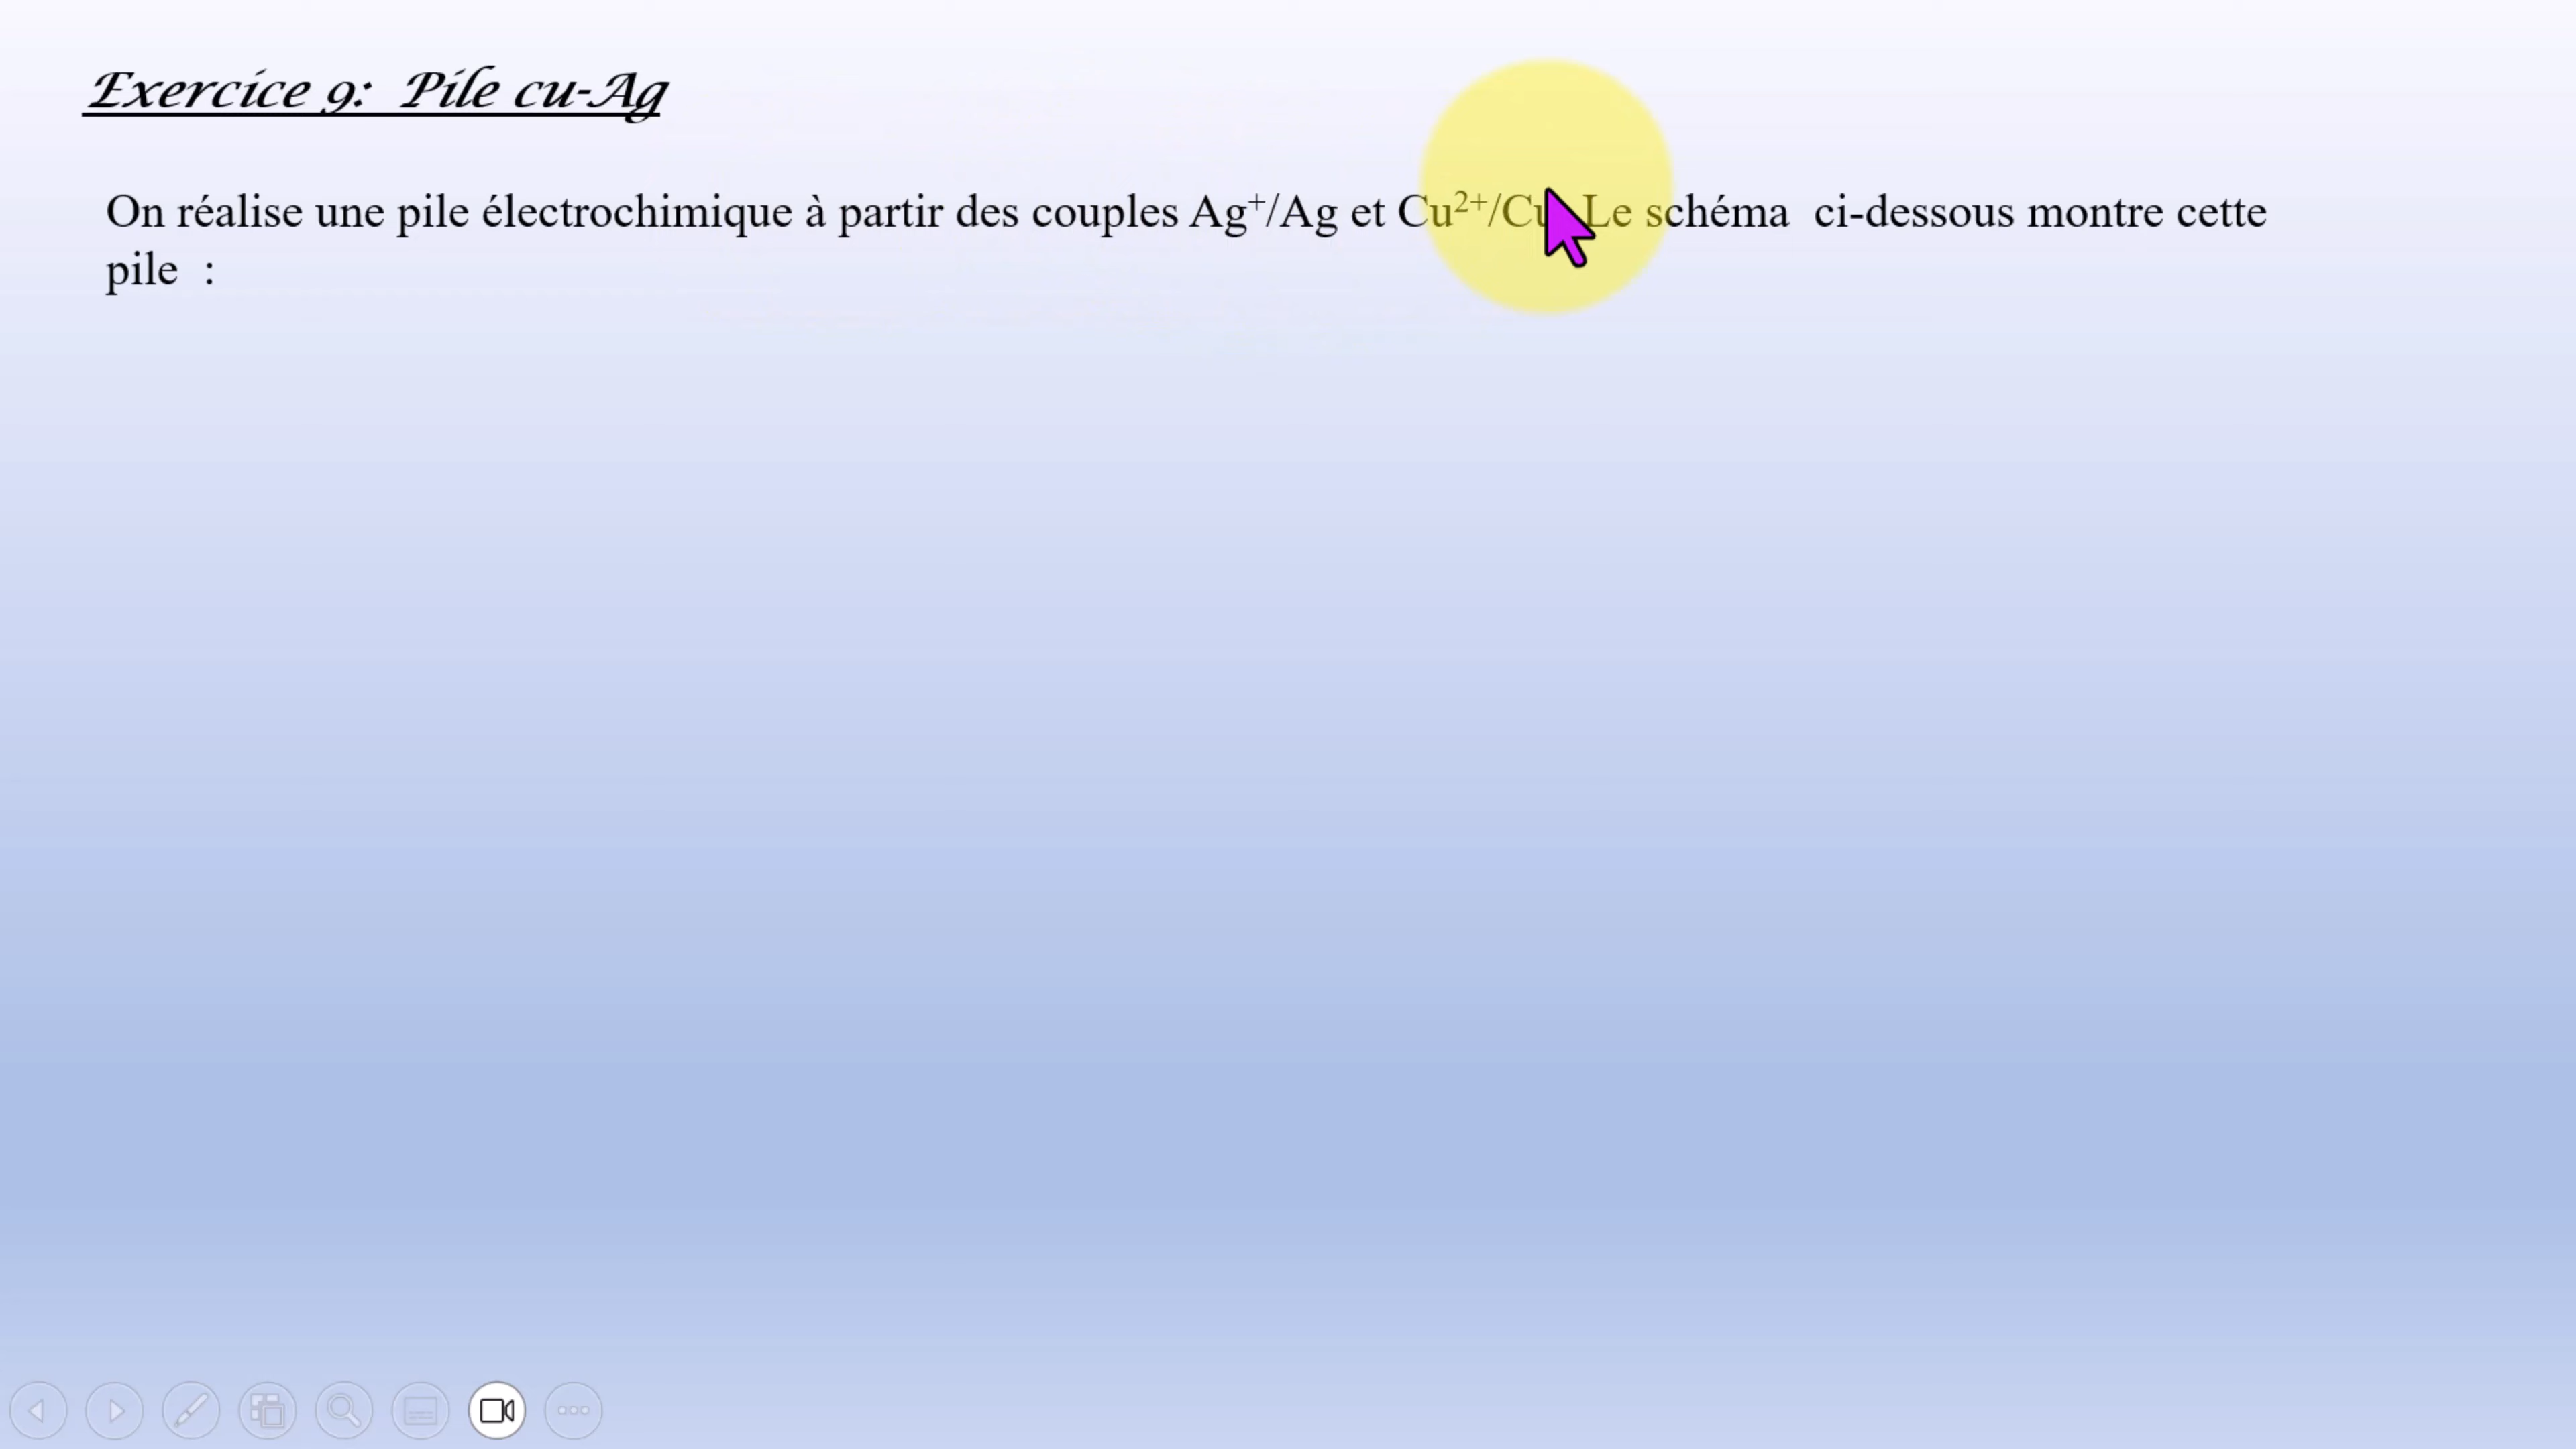 Exercice 9: Pile cu-Ag
On réalise une pile électrochimique à partir des couples Ag⁺/Ag et Cu²⁺/Cu. Le schéma ci-dessous montre cette
pile :